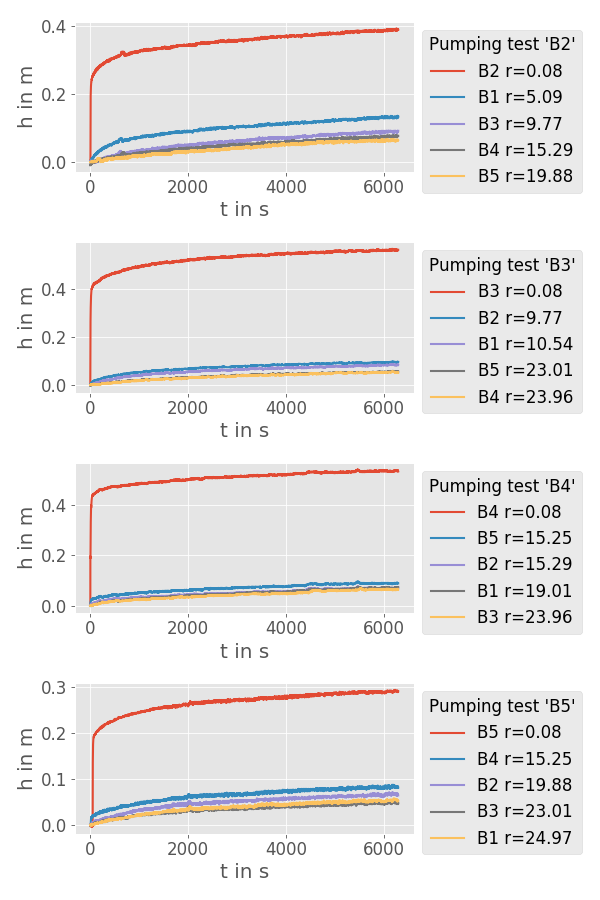 0.4
0.2
0.0
h in m
0 2000 4000 6000
t in s
Pumping test 'B2'
B2 r=0.08
B1 r=5.09
B3 r=9.77
B4 r=15.29
B5 r=19.88
0.4
0.2
0.0
h in m
0 2000 4000 6000
t in s
Pumping test 'B3'
B3 r=0.08
B2 r=9.77
B1 r=10.54
B5 r=23.01
B4 r=23.96
0.4
0.2
0.0
h in m
0 2000 4000 6000
t in s
Pumping test 'B4'
B4 r=0.08
B5 r=15.25
B2 r=15.29
B1 r=19.01
B3 r=23.96
0.3
0.2
0.1
0.0
h in m
0 2000 4000 6000
t in s
Pumping test 'B5'
B5 r=0.08
B4 r=15.25
B2 r=19.88
B3 r=23.01
B1 r=24.97